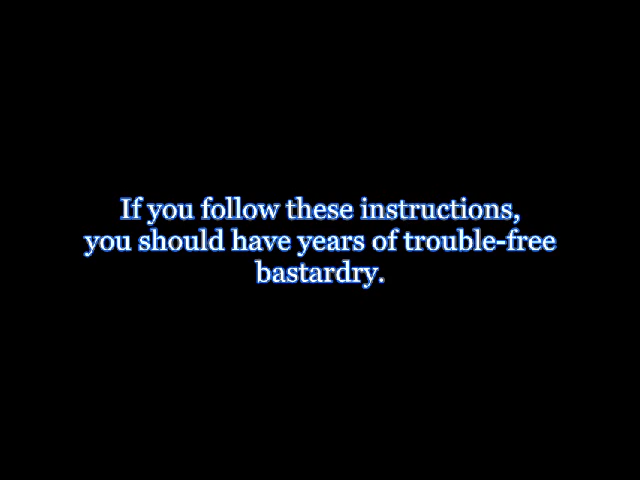 If you follow these instructions,
you should have years of trouble-free
bastardry.